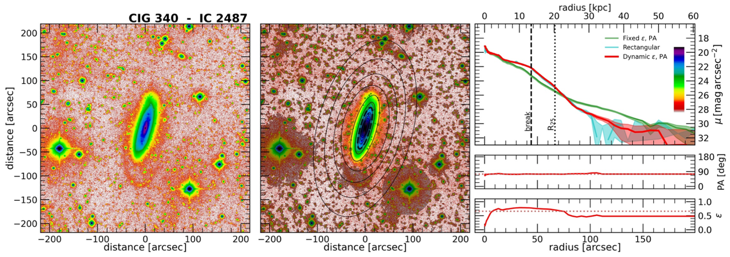 CIG 340 - IC 2487
distance [arcsec]
200
150
100
50
0
−50
−100
−150
−200
−200 −100 0 100 200
distance [arcsec]
−200 −100 0 100 200
distance [arcsec]
radius [kpc]
0 10 20 30 40 50 60
Fixed ε, PA
Rectangular
Dynamic ε, PA
break
R25
18
20
22
24
26
28
30
32
μ [mag arcsec−2]
180
90
0
PA [deg]
1.0
0.5
0.0
ε
0 50 100 150
radius [arcsec]